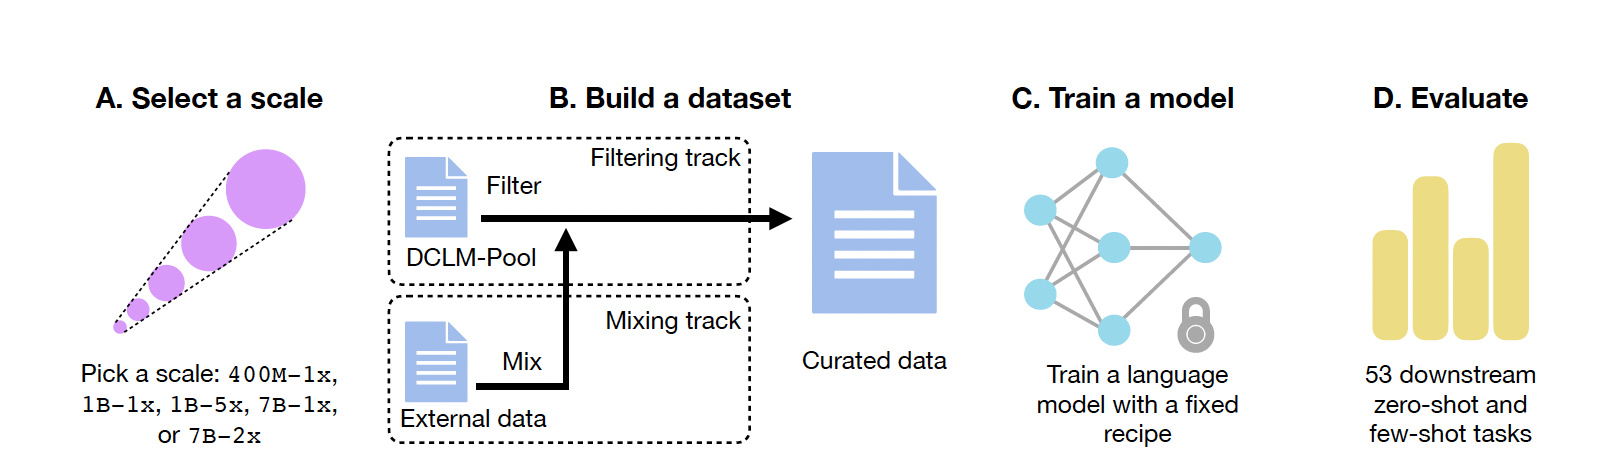 A. Select a scale
Pick a scale: 400M-1x,
1B-1x, 1B-5x, 7B-1x,
or 7B-2x
B. Build a dataset
Filtering track
Filter
DCLM-Pool
Mixing track
Mix
External data
Curated data
C. Train a model
Train a language
model with a fixed
recipe
D. Evaluate
53 downstream
zero-shot and
few-shot tasks